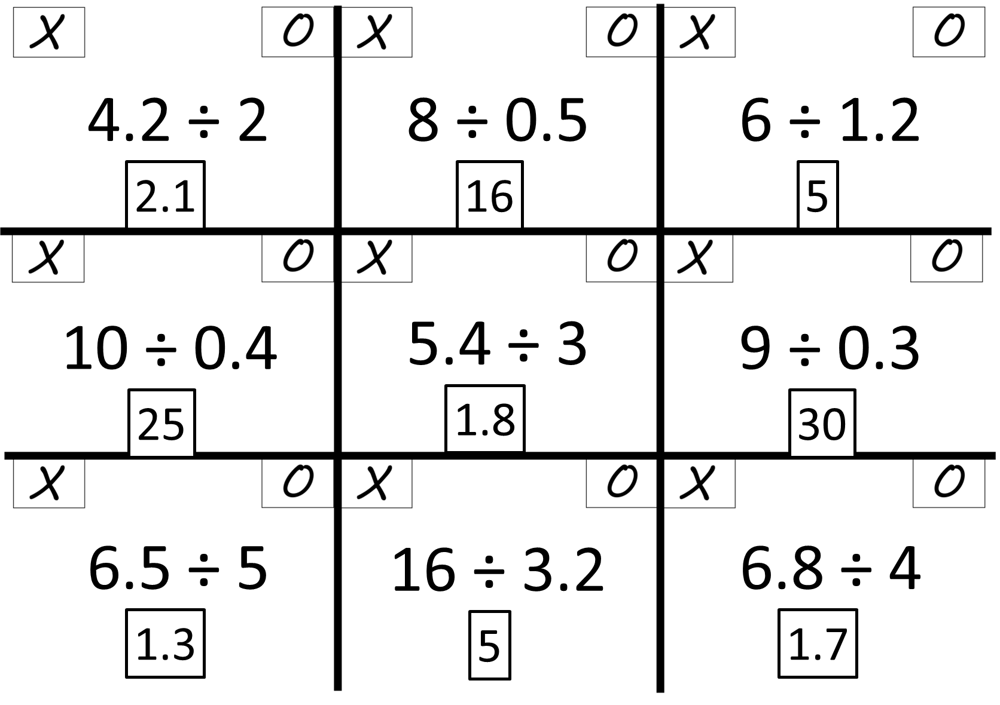 X O X O X O
4.2 ÷ 2 8 ÷ 0.5 6 ÷ 1.2
2.1 16 5
X O X O X O
10 ÷ 0.4 5.4 ÷ 3 9 ÷ 0.3
25 1.8 30
X O X O X O
6.5 ÷ 5 16 ÷ 3.2 6.8 ÷ 4
1.3 5 1.7